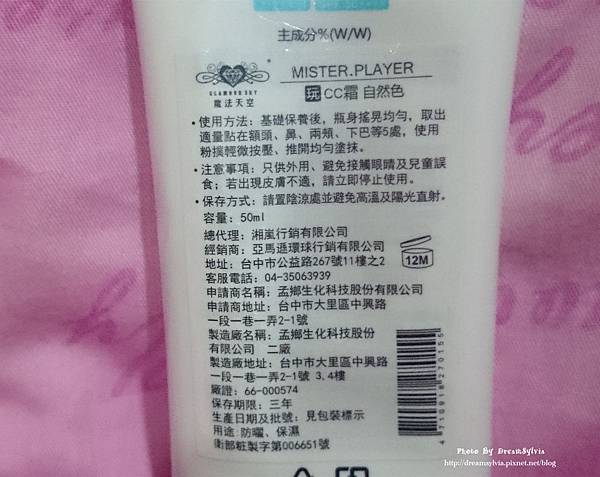 主成分%(W/W)
GLAMOUR SKY
魔法天空
MISTER.PLAYER
玩 CC霜 自然色
•使用方法：基礎保養後，瓶身搖晃均勻，取出
適量點在額頭、鼻、兩頰、下巴等5處，使用
粉撲輕微按壓、推開均勻塗抹。
•注意事項：只供外用、避免接觸眼睛及兒童誤
食；若出現皮膚不適，請立即停止使用。
•保存方式：請置陰涼處並避免高溫及陽光直射。
容量：50ml
總代理：湘嵐行銷有限公司
經銷商：亞馬遜環球行銷有限公司
地址：台中市公益路267號11樓之2
12M
客服電話：04-35063939
申請商名稱：孟鄉生化科技股份有限公司
申請商地址：台中市大里區中興路
一段一巷一弄2-1號
製造廠名稱：孟鄉生化科技股份
有限公司 二廠
製造廠地址：台中市大里區中興路
一段一巷一弄2-1號 3.4樓
廠證：66-000574
保存期限：三年
生產日期及批號：見包裝標示
用途:防曬、保濕
衛部粧製字第006651號
4710918270155
Photo By DreamSylvia
http://dreamsylvia.pixnet.net/blog